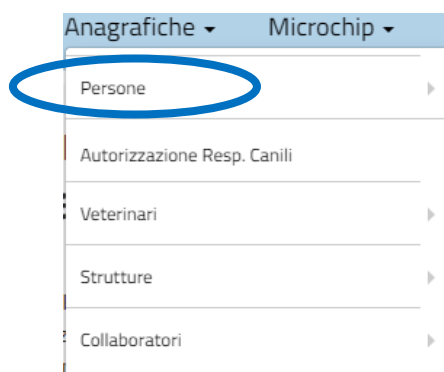 Anagrafiche Microchip
Persone
Autorizzazione Resp. Canili
Veterinari
Strutture
Collaboratori